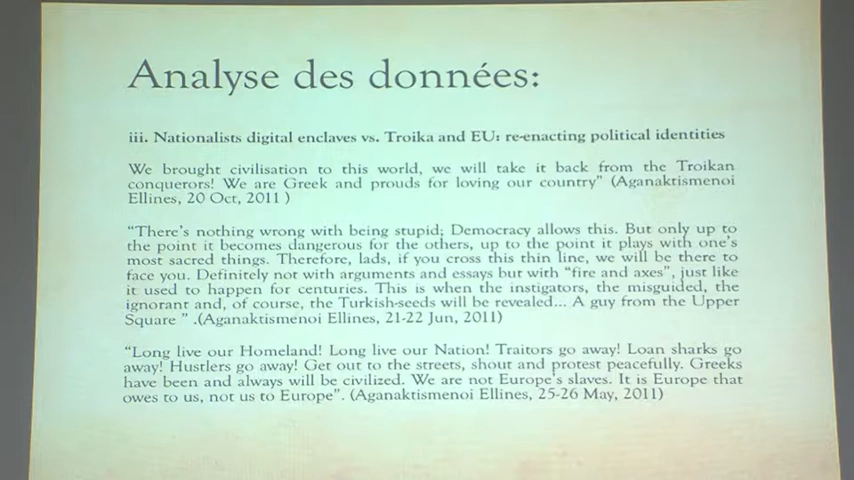 Analyse des données:
iii. Nationalists digital enclaves vs. Troika and EU: re-enacting political identities
We brought civilisation to this world, we will take it back from the Troikan
conquerors! We are Greek and prouds for loving our country” (Aganaktismenoi
Ellines, 20 Oct, 2011 )
“There’s nothing wrong with being stupid; Democracy allows this. But only up to
the point it becomes dangerous for the others, up to the point it plays with one’s
most sacred things. Therefore, lads, if you cross this thin line, we will be there to
face you. Definitely not with arguments and essays but with “fire and axes”, just like
it used to happen for centuries. This is when the instigators, the misguided, the
ignorant and, of course, the Turkish-seeds will be revealed... A guy from the Upper
Square ” .(Aganaktismenoi Ellines, 21-22 Jun, 2011)
“Long live our Homeland! Long live our Nation! Traitors go away! Loan sharks go
away! Hustlers go away! Get out to the streets, shout and protest peacefully. Greeks
have been and always will be civilized. We are not Europe’s slaves. It is Europe that
owes to us, not us to Europe”. (Aganaktismenoi Ellines, 25-26 May, 2011)